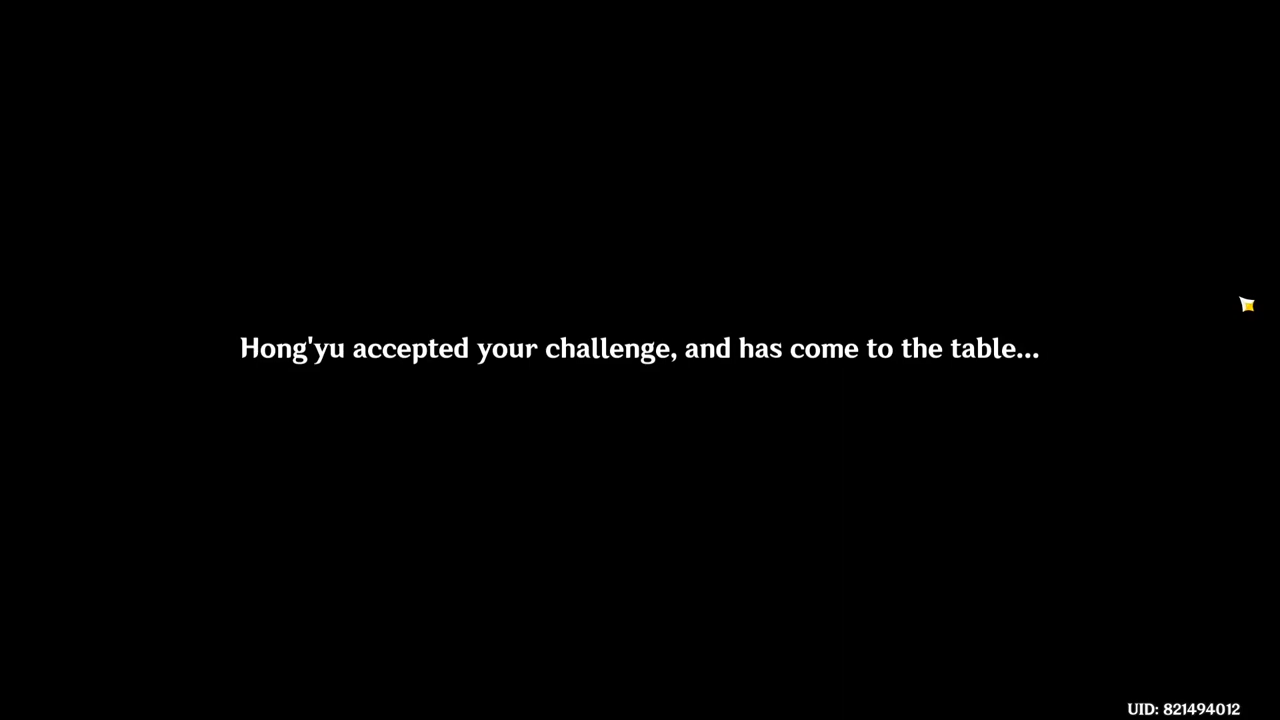 Hong'yu accepted your challenge, and has come to the table...
UID: 821494012